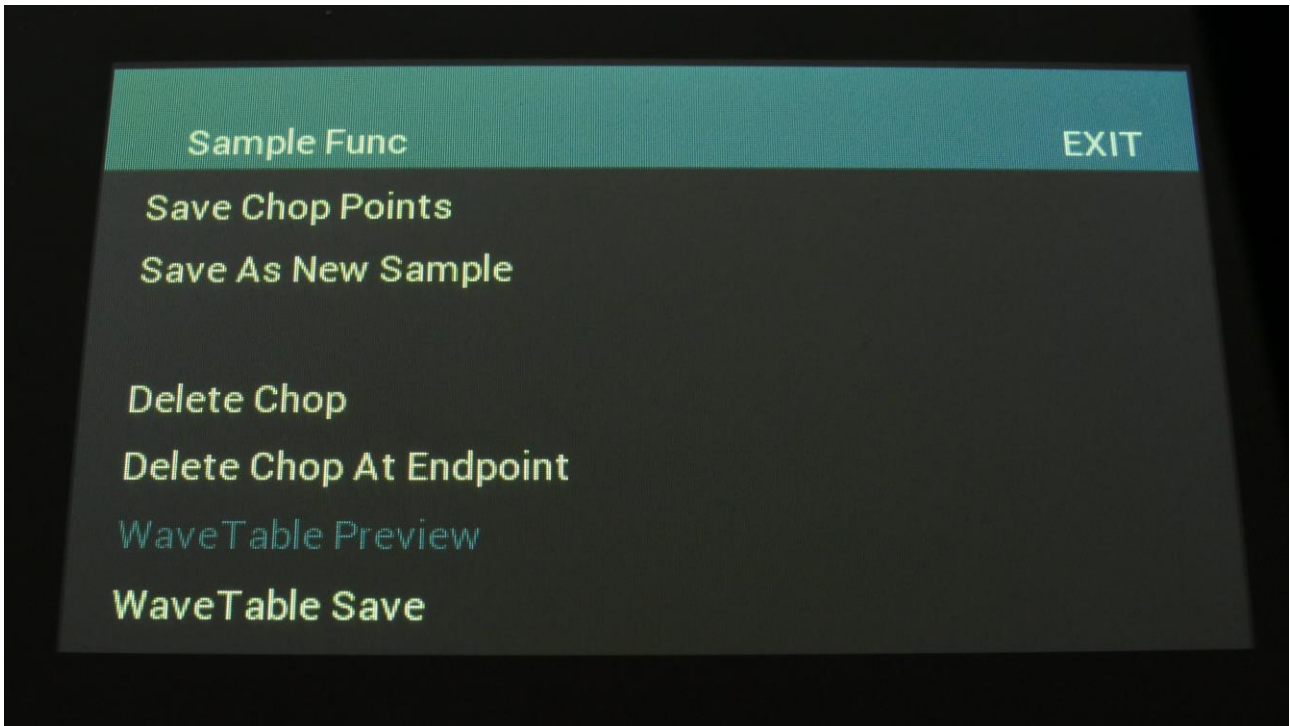 Sample Func EXIT
Save Chop Points
Save As New Sample
Delete Chop
Delete Chop At Endpoint
WaveTable Preview
WaveTable Save